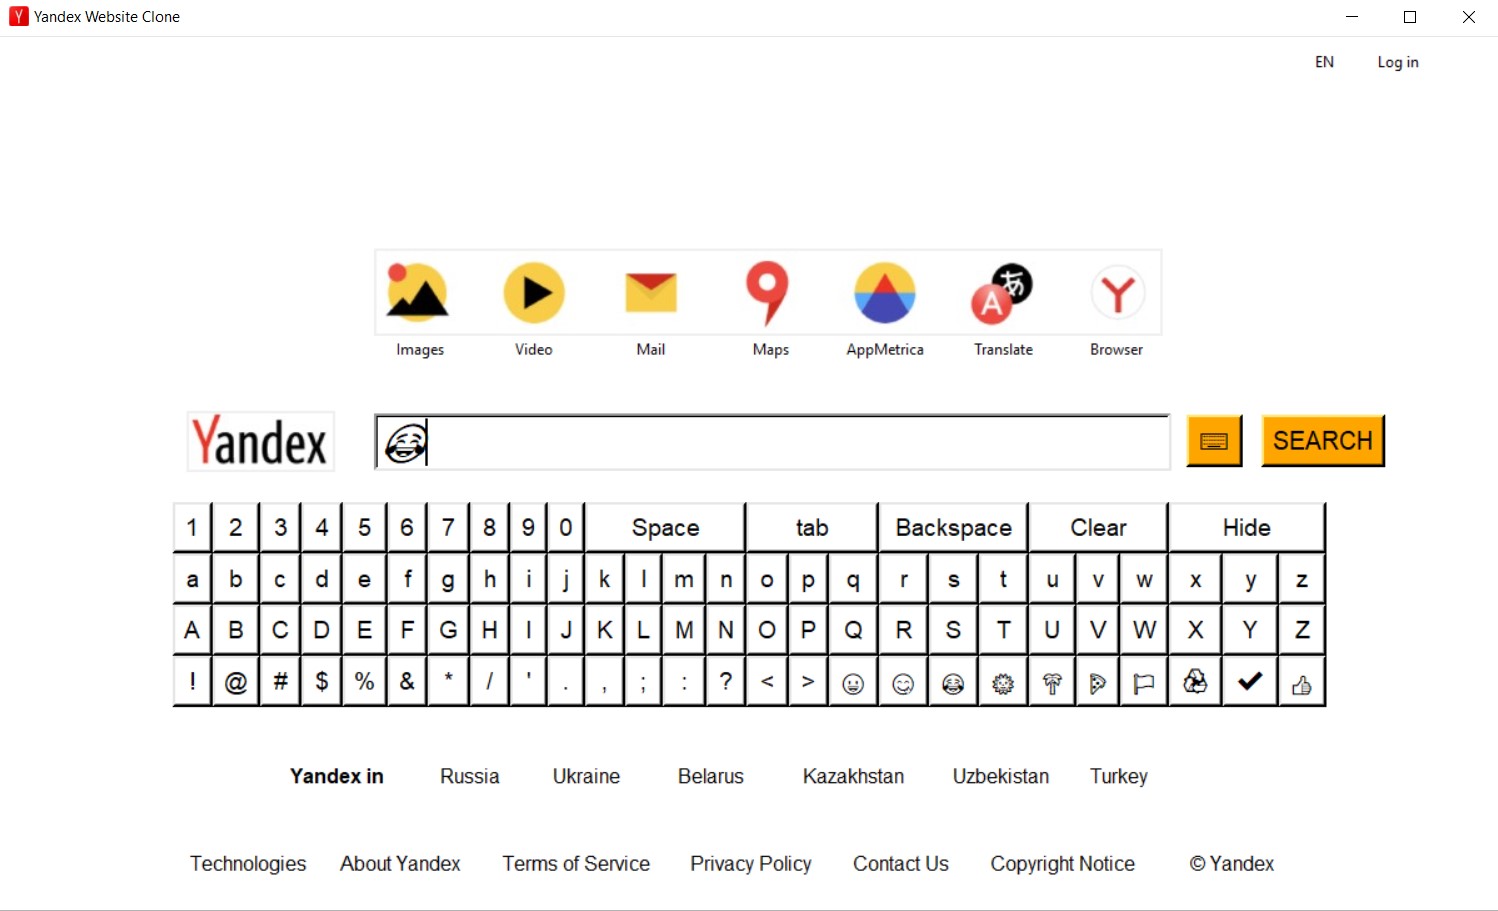 Yandex Website Clone
EN Log in
あ
A
Images Video Mail Maps AppMetrica Translate Browser
Yandex 😂 SEARCH
1 2 3 4 5 6 7 8 9 0 Space tab Backspace Clear Hide
a b c d e f g h i j k l m n o p q r s t u v w x y z
A B C D E F G H I J K L M N O P Q R S T U V W X Y Z
! @ # $ % & * / ' . , ; : ? < > 😀 😊 😂 🌞 🌴 🍕 🏳 ♻ ✔ 👍
Yandex in Russia Ukraine Belarus Kazakhstan Uzbekistan Turkey
Technologies About Yandex Terms of Service Privacy Policy Contact Us Copyright Notice © Yandex